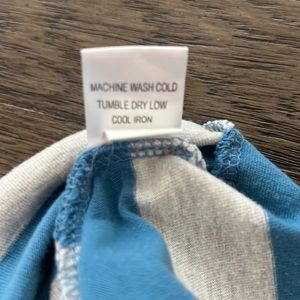 MACHINE WASH COLD
TUMBLE DRY LOW
COOL IRON